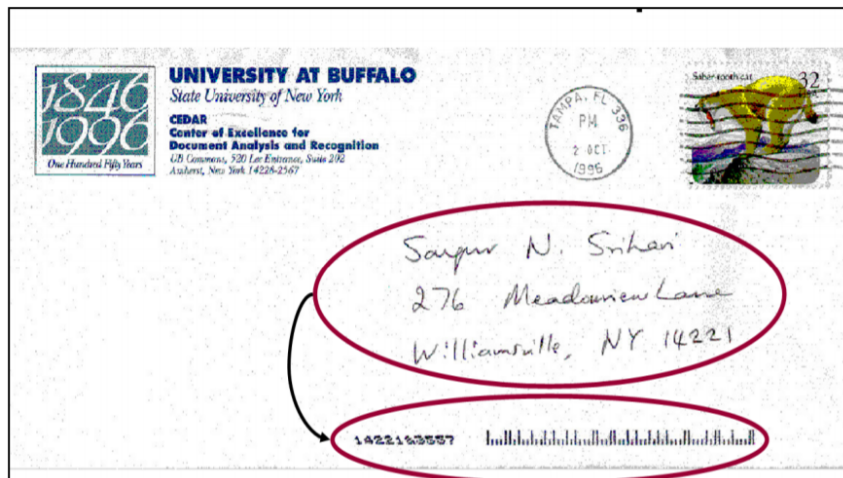 1846
1996
One Hundred Fifty Years
UNIVERSITY AT BUFFALO
State University of New York
CEDAR
Center of Excellence for
Document Analysis and Recognition
UB Commons, 520 Lee Entrance, Suite 202
Amherst, New York 14228-2567
TAMPA, FL 336
PM
2 OCT
1996
Saber-tooth cat
32
Sargur N. Srihari
276 Meadowview Lane
Williamsville, NY 14221